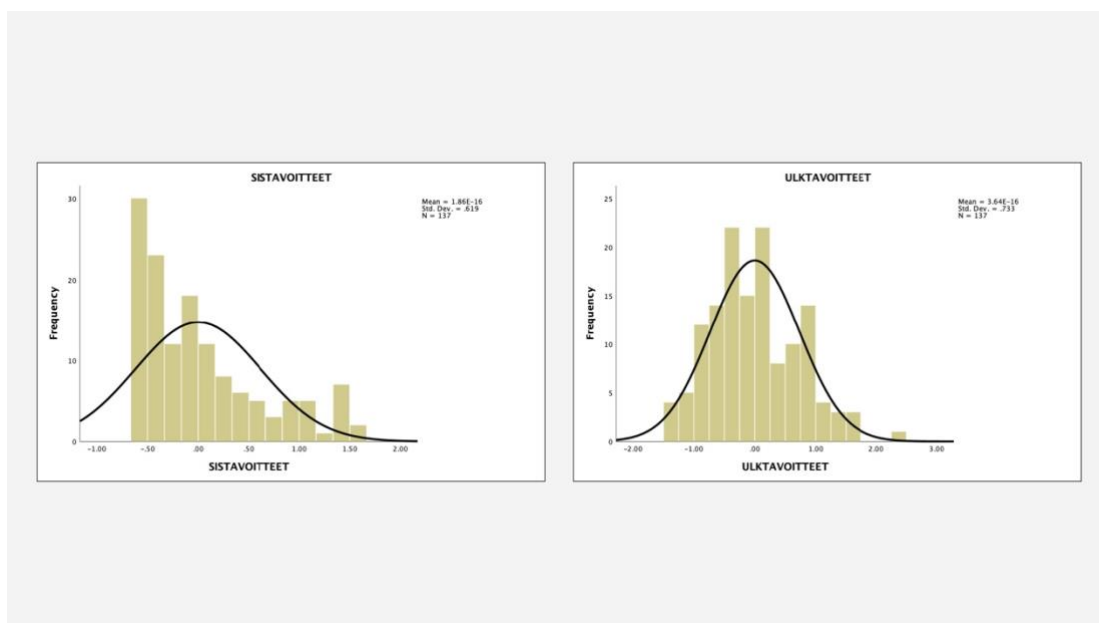 SISTAVOITTEET
Mean = 1.86E-16
Std. Dev. = .619
N = 137
30
20
10
0
Frequency
-1.00
-.50
.00
.50
1.00
1.50
2.00
SISTAVOITTEET
ULKTAVOITTEET
Mean = 3.64E-16
Std. Dev. = .733
N = 137
25
20
15
10
5
0
Frequency
-2.00
-1.00
.00
1.00
2.00
3.00
ULKTAVOITTEET